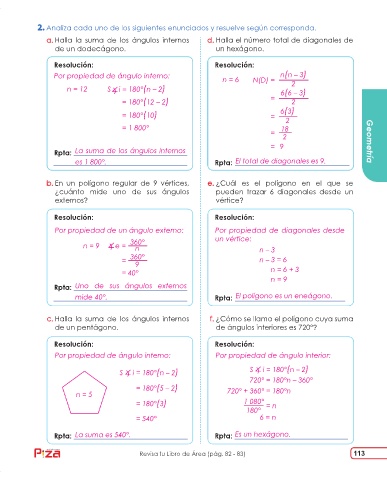 2. Analiza cada uno de los siguientes enunciados y resuelve según corresponda.
a. Halla la suma de los ángulos internos
de un dodecágono.
Resolución:
Por propiedad de ángulo interno:
n = 12 S∡i = 180°(n – 2)
= 180°(12 – 2)
= 180°(10)
= 1 800°
Rpta: La suma de los ángulos internos
es 1 800°.
b. En un polígono regular de 9 vértices,
¿cuánto mide uno de sus ángulos
externos?
Resolución:
Por propiedad de un ángulo externo:
n = 9 ∡e = 360°/n
= 360°/9
= 40°
Rpta: Uno de sus ángulos externos
mide 40°.
c. Halla la suma de los ángulos internos
de un pentágono.
Resolución:
Por propiedad de ángulo interno:
S∡i = 180°(n – 2)
= 180°(5 – 2)
n = 5
= 180°(3)
= 540°
Rpta: La suma es 540°.
d. Halla el número total de diagonales de
un hexágono.
Resolución:
n = 6 N(D) = n(n – 3)/2
= 6(6 – 3)/2
= 6(3)/2
= 18/2
= 9
Rpta: El total de diagonales es 9.
e. ¿Cuál es el polígono en el que se
pueden trazar 6 diagonales desde un
vértice?
Resolución:
Por propiedad de diagonales desde
un vértice:
n – 3
n – 3 = 6
n = 6 + 3
n = 9
Rpta: El polígono es un eneágono.
f. ¿Cómo se llama el polígono cuya suma
de ángulos interiores es 720°?
Resolución:
Por propiedad de ángulo interior:
S∡i = 180°(n – 2)
720° = 180°n – 360°
720° + 360° = 180°n
1 080°/180° = n
6 = n
Rpta: Es un hexágono.
Geometría
Pizza
Revisa tu Libro de Área (pág. 82 - 83)
113